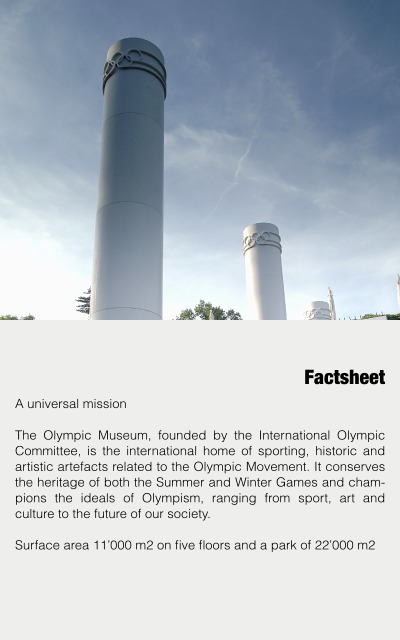 Factsheet
A universal mission
The Olympic Museum, founded by the International Olympic
Committee, is the international home of sporting, historic and
artistic artefacts related to the Olympic Movement. It conserves
the heritage of both the Summer and Winter Games and cham-
pions the ideals of Olympism, ranging from sport, art and
culture to the future of our society.
Surface area 11'000 m2 on five floors and a park of 22'000 m2